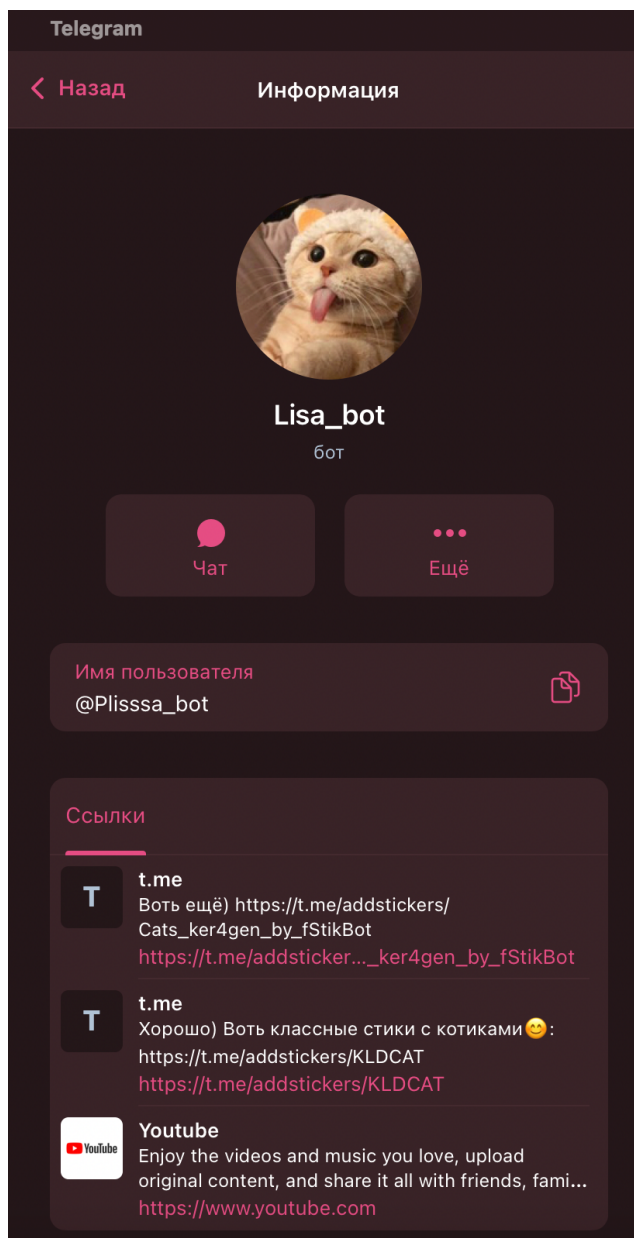 Telegram
Назад
Информация
Lisa_bot
бот
Чат
Ещё
Имя пользователя
@Plisssa_bot
Ссылки
T
t.me
Воть ещё) https://t.me/addstickers/
Cats_ker4gen_by_fStikBot
https://t.me/addsticker..._ker4gen_by_fStikBot
T
t.me
Хорошо) Воть классные стики с котиками😊:
https://t.me/addstickers/KLDCAT
https://t.me/addstickers/KLDCAT
YouTube
Youtube
Enjoy the videos and music you love, upload
original content, and share it all with friends, fami...
https://www.youtube.com